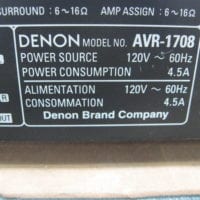 SURROUND : 6～16Ω AMP ASSIGN : 6～16Ω
DENON MODEL NO. AVR-1708
POWER SOURCE 120V ~ 60Hz
POWER CONSUMPTION 4.5A
ALIMENTATION 120V ~ 60Hz
CONSOMMATION 4.5A
Denon Brand Company